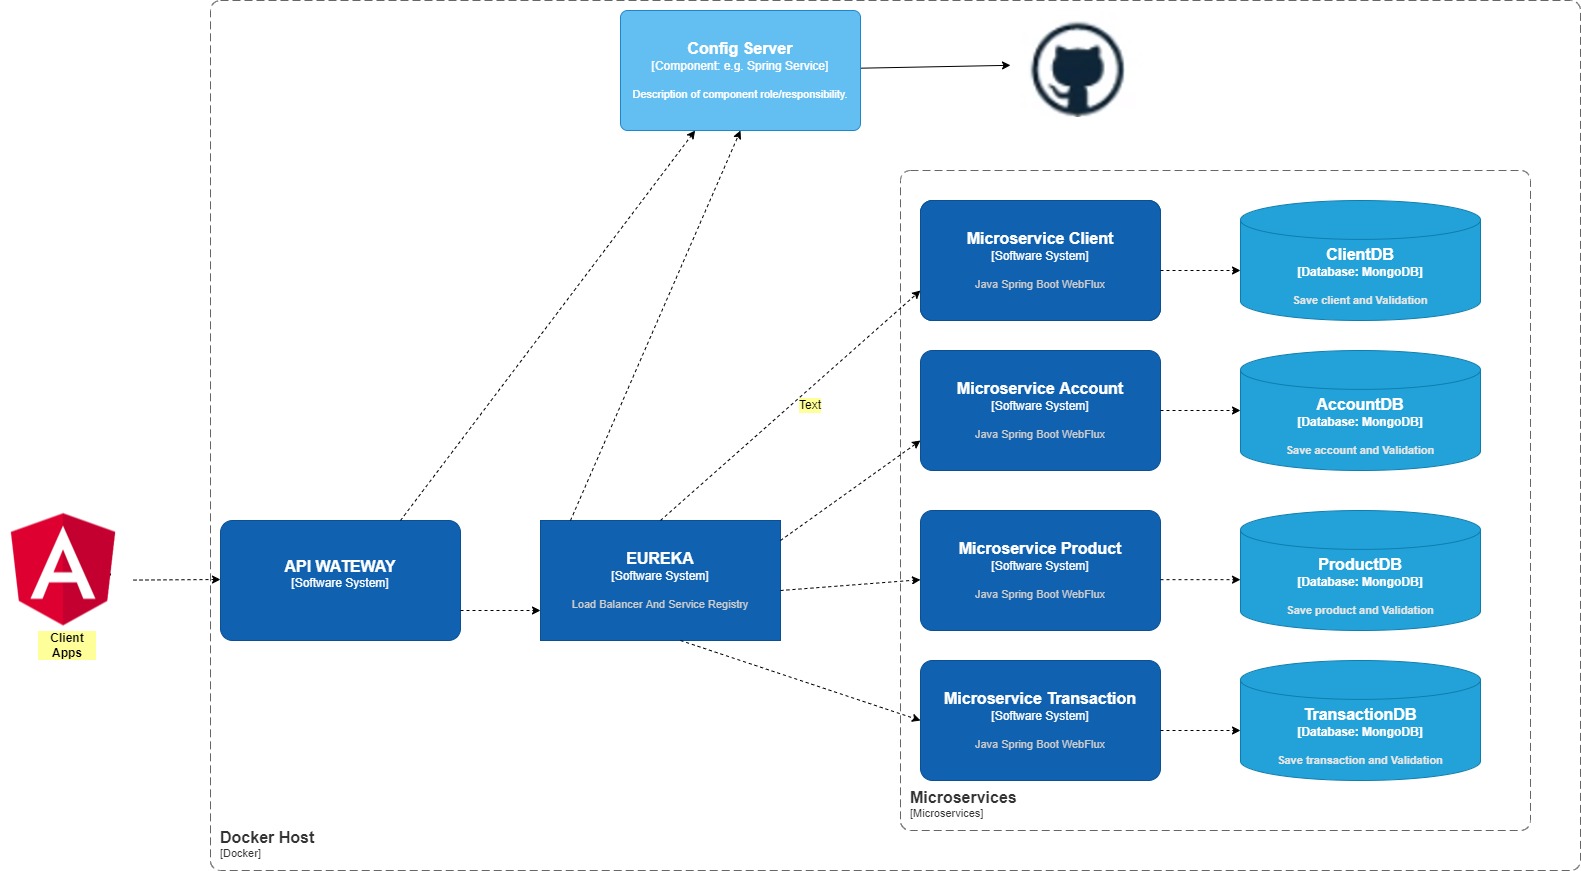 Config Server
[Component: e.g. Spring Service]
Description of component role/responsibility.
Microservice Client
[Software System]
Java Spring Boot WebFlux
ClientDB
[Database: MongoDB]
Save client and Validation
Text
Microservice Account
[Software System]
Java Spring Boot WebFlux
AccountDB
[Database: MongoDB]
Save account and Validation
A
Client
Apps
API WATEWAY
[Software System]
EUREKA
[Software System]
Load Balancer And Service Registry
Microservice Product
[Software System]
Java Spring Boot WebFlux
ProductDB
[Database: MongoDB]
Save product and Validation
Microservice Transaction
[Software System]
Java Spring Boot WebFlux
TransactionDB
[Database: MongoDB]
Save transaction and Validation
Microservices
[Microservices]
Docker Host
[Docker]